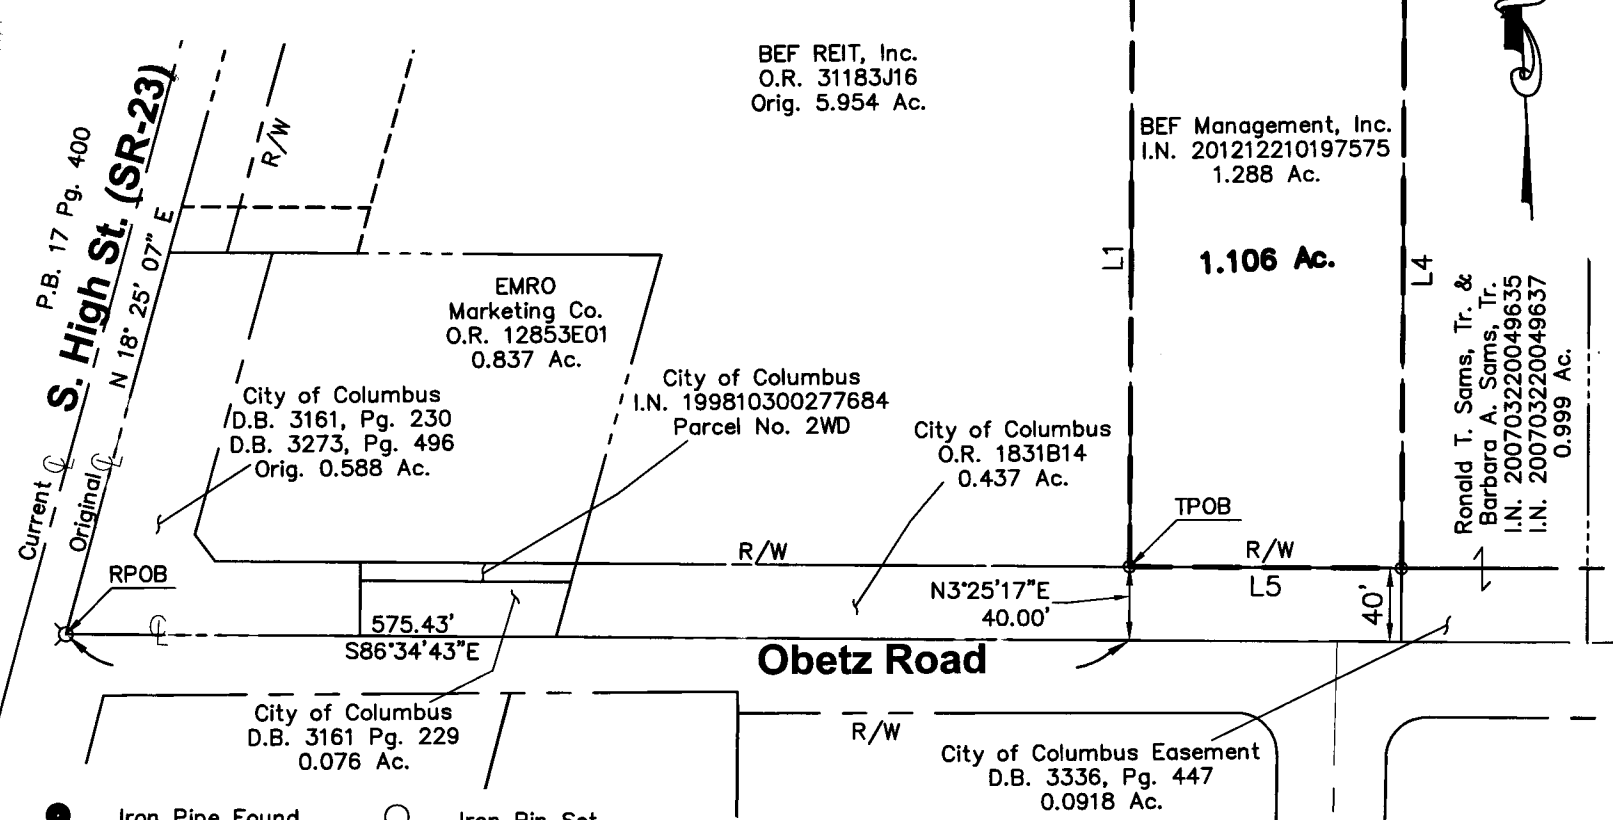 BEF REIT, Inc.
O.R. 31183J16
Orig. 5.954 Ac.
BEF Management, Inc.
I.N. 201212210197575
1.288 Ac.
1.106 Ac.
L1
L4
R/W
P.B. 17 Pg. 400
S. High St. (SR-23)
N 18° 25' 07" E
EMRO
Marketing Co.
O.R. 12853E01
0.837 Ac.
City of Columbus
D.B. 3161, Pg. 230
D.B. 3273, Pg. 496
Orig. 0.588 Ac.
City of Columbus
I.N. 199810300277684
Parcel No. 2WD
City of Columbus
O.R. 1831B14
0.437 Ac.
Ronald T. Sams, Tr. &
Barbara A. Sams, Tr.
I.N. 200703220049635
I.N. 200703220049637
0.999 Ac.
Current ℄
Original ℄
TPOB
R/W
R/W
L5
RPOB
N3°25'17"E
40.00'
40'
℄
575.43'
S86°34'43"E
Obetz Road
City of Columbus
D.B. 3161 Pg. 229
0.076 Ac.
R/W
City of Columbus Easement
D.B. 3336, Pg. 447
0.0918 Ac.
Iron Pipe Found
Iron Pin Set